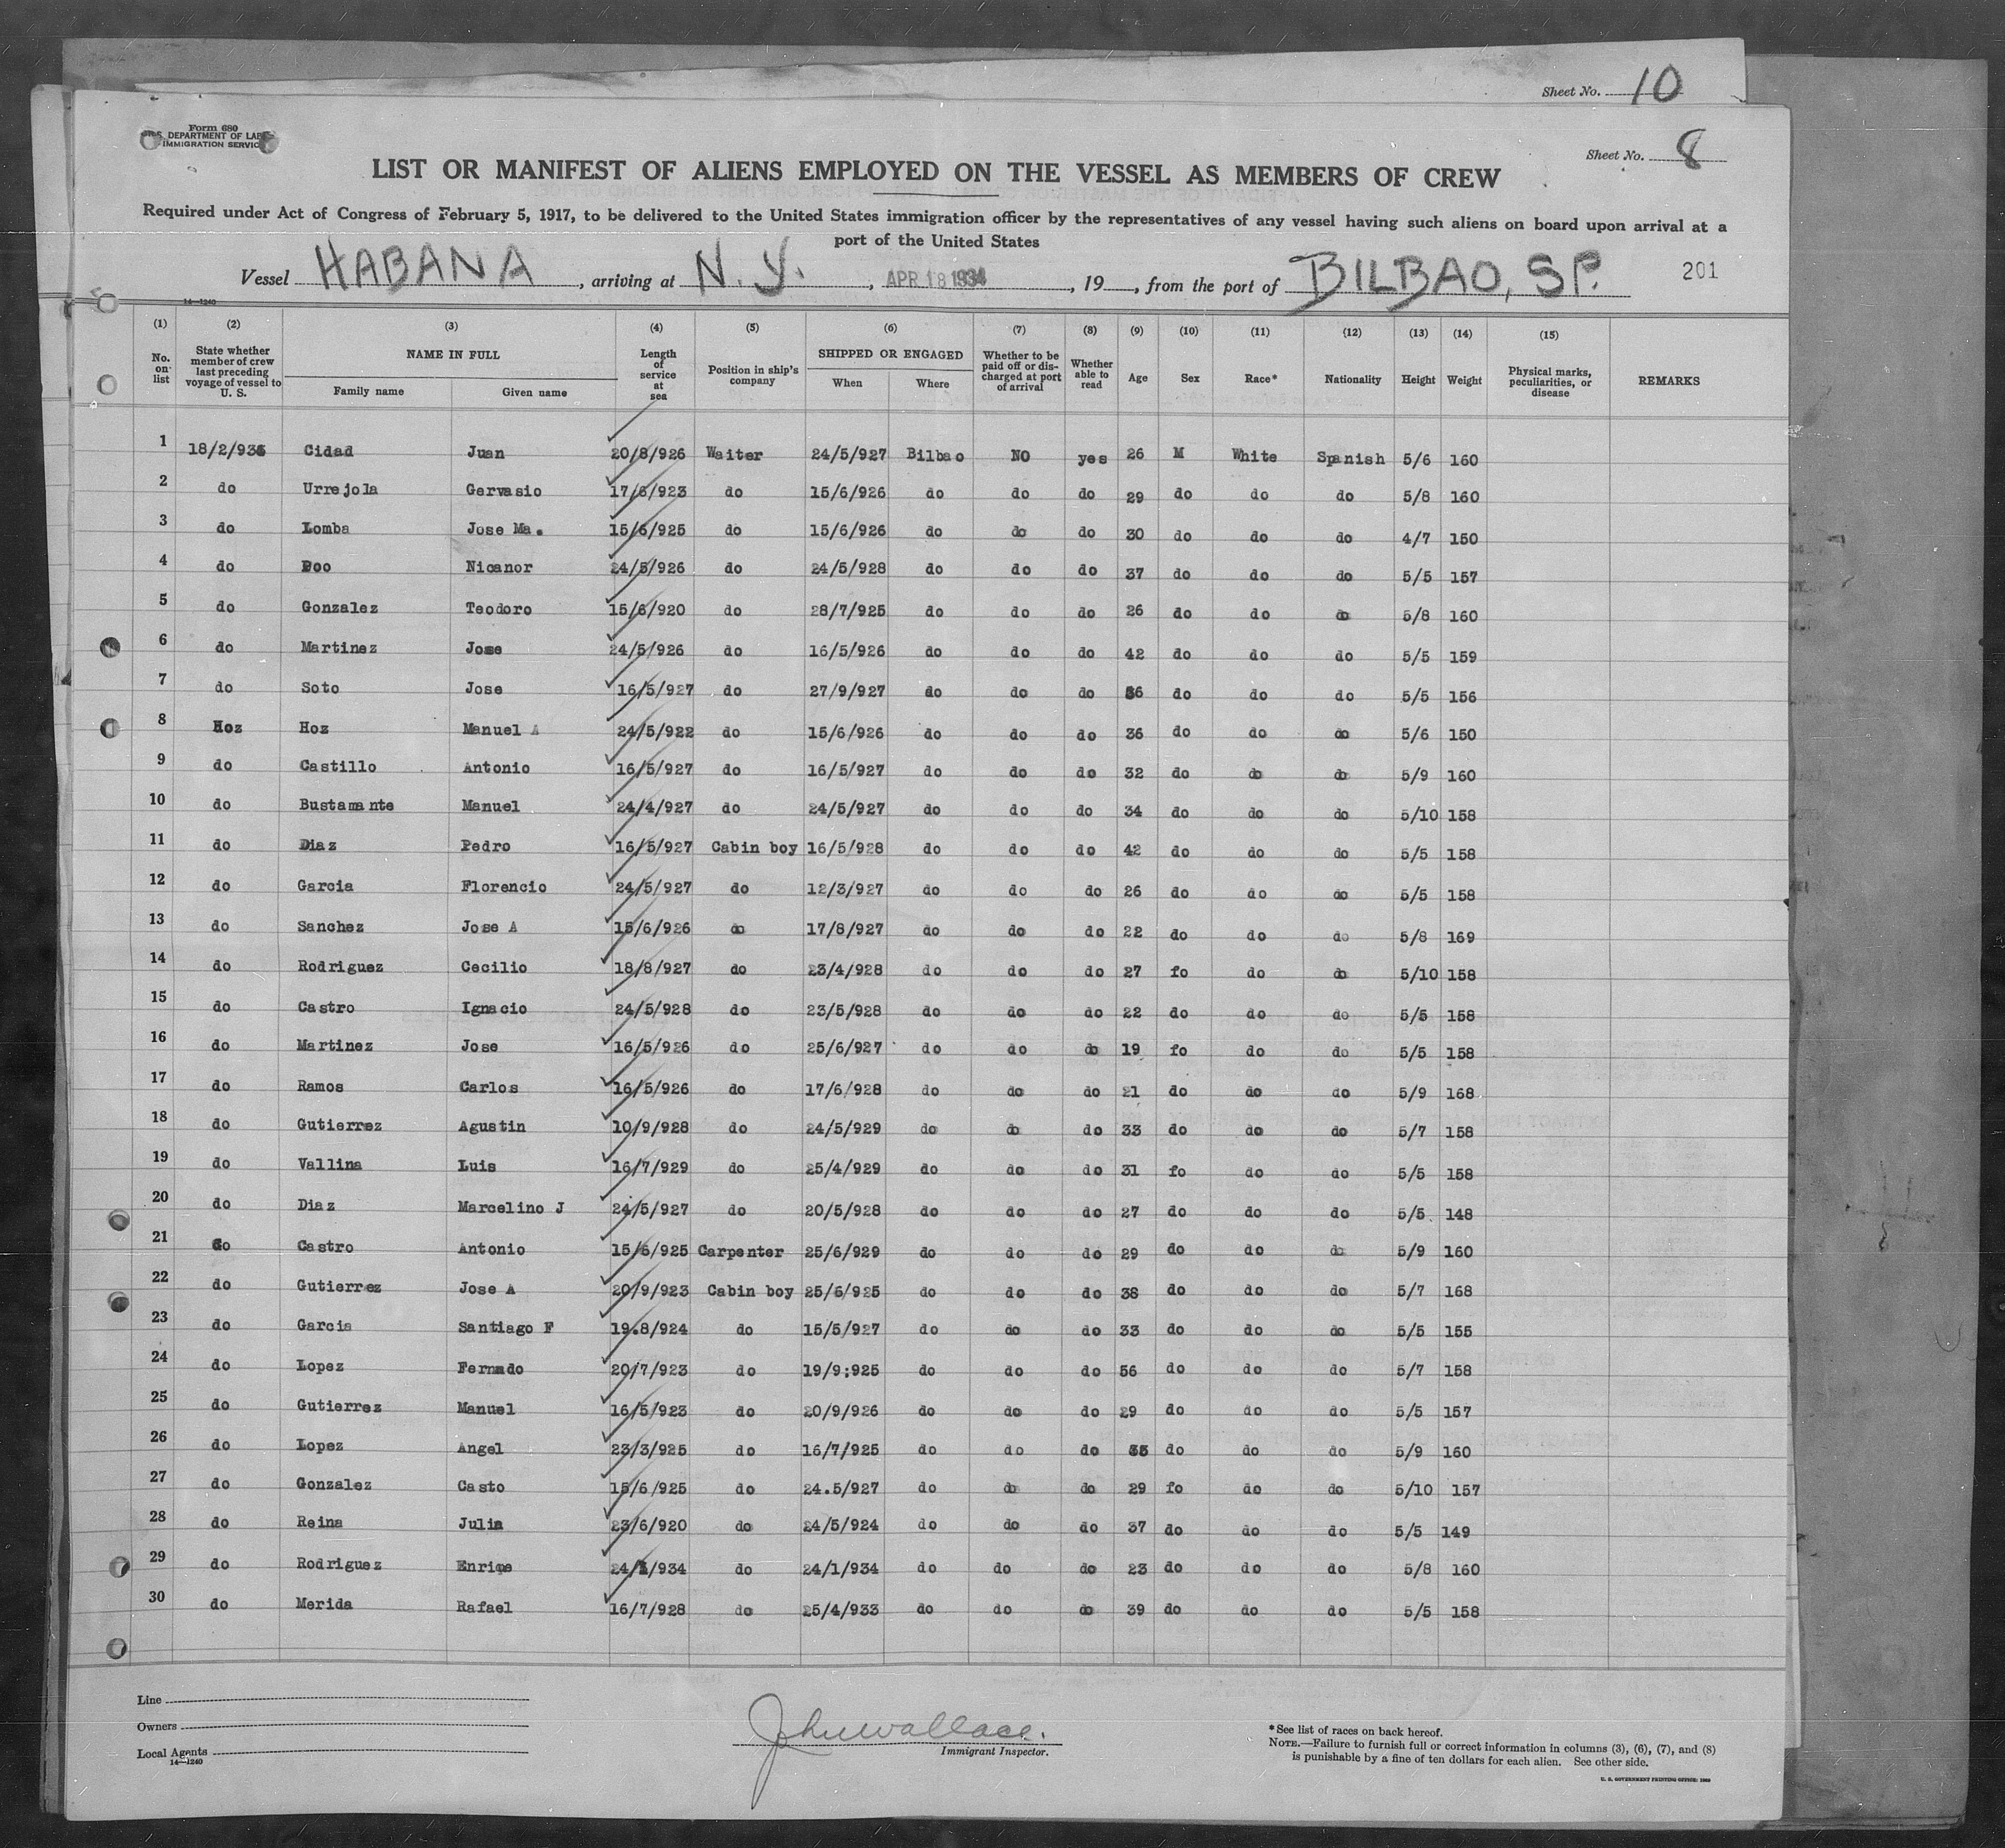 Sheet No. 10
Form 680
U. S. DEPARTMENT OF LABOR
IMMIGRATION SERVICE
Sheet No. 8
LIST OR MANIFEST OF ALIENS EMPLOYED ON THE VESSEL AS MEMBERS OF CREW
Required under Act of Congress of February 5, 1917, to be delivered to the United States immigration officer by the representatives of any vessel having such aliens on board upon arrival at a
port of the United States
Vessel HABANA, arriving at N. Y., APR 18 1934, 19, from the port of BILBAO, SP. 201
14—1240
(1) (2) (3) (4) (5) (6) (7) (8) (9) (10) (11) (12) (13) (14) (15)
No. on list
State whether member of crew last preceding voyage of vessel to U. S.
NAME IN FULL
Family name Given name
Length of service at sea
Position in ship's company
SHIPPED OR ENGAGED
When Where
Whether to be paid off or discharged at port of arrival
Whether able to read
Age Sex Race* Nationality Height Weight
Physical marks, peculiarities, or disease
REMARKS
1 18/2/93 Cidad Juan 20/8/926 Waiter 24/5/927 Bilbao NO yes 26 M White Spanish 5/6 160
2 do Urrejola Gervasio 17/6/923 do 15/6/926 do do do 29 do do do 5/8 160
3 do Lomba Jose Ma. 15/6/925 do 15/6/926 do do do 30 do do do 4/7 150
4 do Doo Nicanor 24/5/926 do 24/5/928 do do do 37 do do do 5/5 157
5 do Gonzalez Teodoro 15/6/920 do 28/7/925 do do do 26 do do do 5/8 160
6 do Martinez Jose 24/5/926 do 16/5/926 do do do 42 do do do 5/5 159
7 do Soto Jose 16/5/927 do 27/9/927 do do do 36 do do do 5/5 156
8 Hoz Hoz Manuel A 24/5/922 do 15/6/926 do do do 36 do do do 5/6 150
9 do Castillo Antonio 16/5/927 do 16/5/927 do do do 32 do do do 5/9 160
10 do Bustamante Manuel 24/4/927 do 24/5/927 do do do 34 do do do 5/10 158
11 do Diaz Pedro 16/5/927 Cabin boy 16/5/928 do do do 42 do do do 5/5 158
12 do Garcia Florencio 24/5/927 do 12/3/927 do do do 26 do do do 5/5 158
13 do Sanchez Jose A 15/6/926 do 17/8/927 do do do 22 do do do 5/8 169
14 do Rodriguez Cecilio 18/8/927 do 23/4/928 do do do 27 fo do do 5/10 158
15 do Castro Ignacio 24/5/928 do 23/5/928 do do do 22 do do do 5/5 158
16 do Martinez Jose 16/5/926 do 25/6/927 do do do 19 fo do do 5/5 158
17 do Ramos Carlos 16/5/926 do 17/6/928 do do do 21 do do do 5/9 168
18 do Gutierrez Agustin 10/9/928 do 24/5/929 do do do 33 do do do 5/7 158
19 do Vallina Luis 16/7/929 do 25/4/929 do do do 31 fo do do 5/5 158
20 do Diaz Marcelino J 24/5/927 do 20/5/928 do do do 27 do do do 5/5 148
21 do Castro Antonio 15/6/925 Carpenter 25/6/929 do do do 29 do do do 5/9 160
22 do Gutierrez Jose A 20/9/923 Cabin boy 25/6/925 do do do 38 do do do 5/7 168
23 do Garcia Santiago F 19.8/924 do 15/5/927 do do do 33 do do do 5/5 155
24 do Lopez Fernado 20/7/923 do 19/9:925 do do do 56 do do do 5/7 158
25 do Gutierrez Manuel 16/5/923 do 20/9/926 do do do 29 do do do 5/5 157
26 do Lopez Angel 23/3/925 do 16/7/925 do do do 35 do do do 5/9 160
27 do Gonzalez Casto 15/6/925 do 24.5/927 do do do 29 fo do do 5/10 157
28 do Reina Julia 23/6/920 do 24/5/924 do do do 37 do do do 5/5 149
29 do Rodriguez Enriqe 24/1/934 do 24/1/934 do do do 23 do do do 5/8 160
30 do Merida Rafael 16/7/928 do 25/4/933 do do do 39 do do do 5/5 158
Line
Owners
Local Agents
14—1240
John Wallace.
Immigrant Inspector.
*See list of races on back hereof.
NOTE.—Failure to furnish full or correct information in columns (3), (6), (7), and (8)
is punishable by a fine of ten dollars for each alien. See other side.